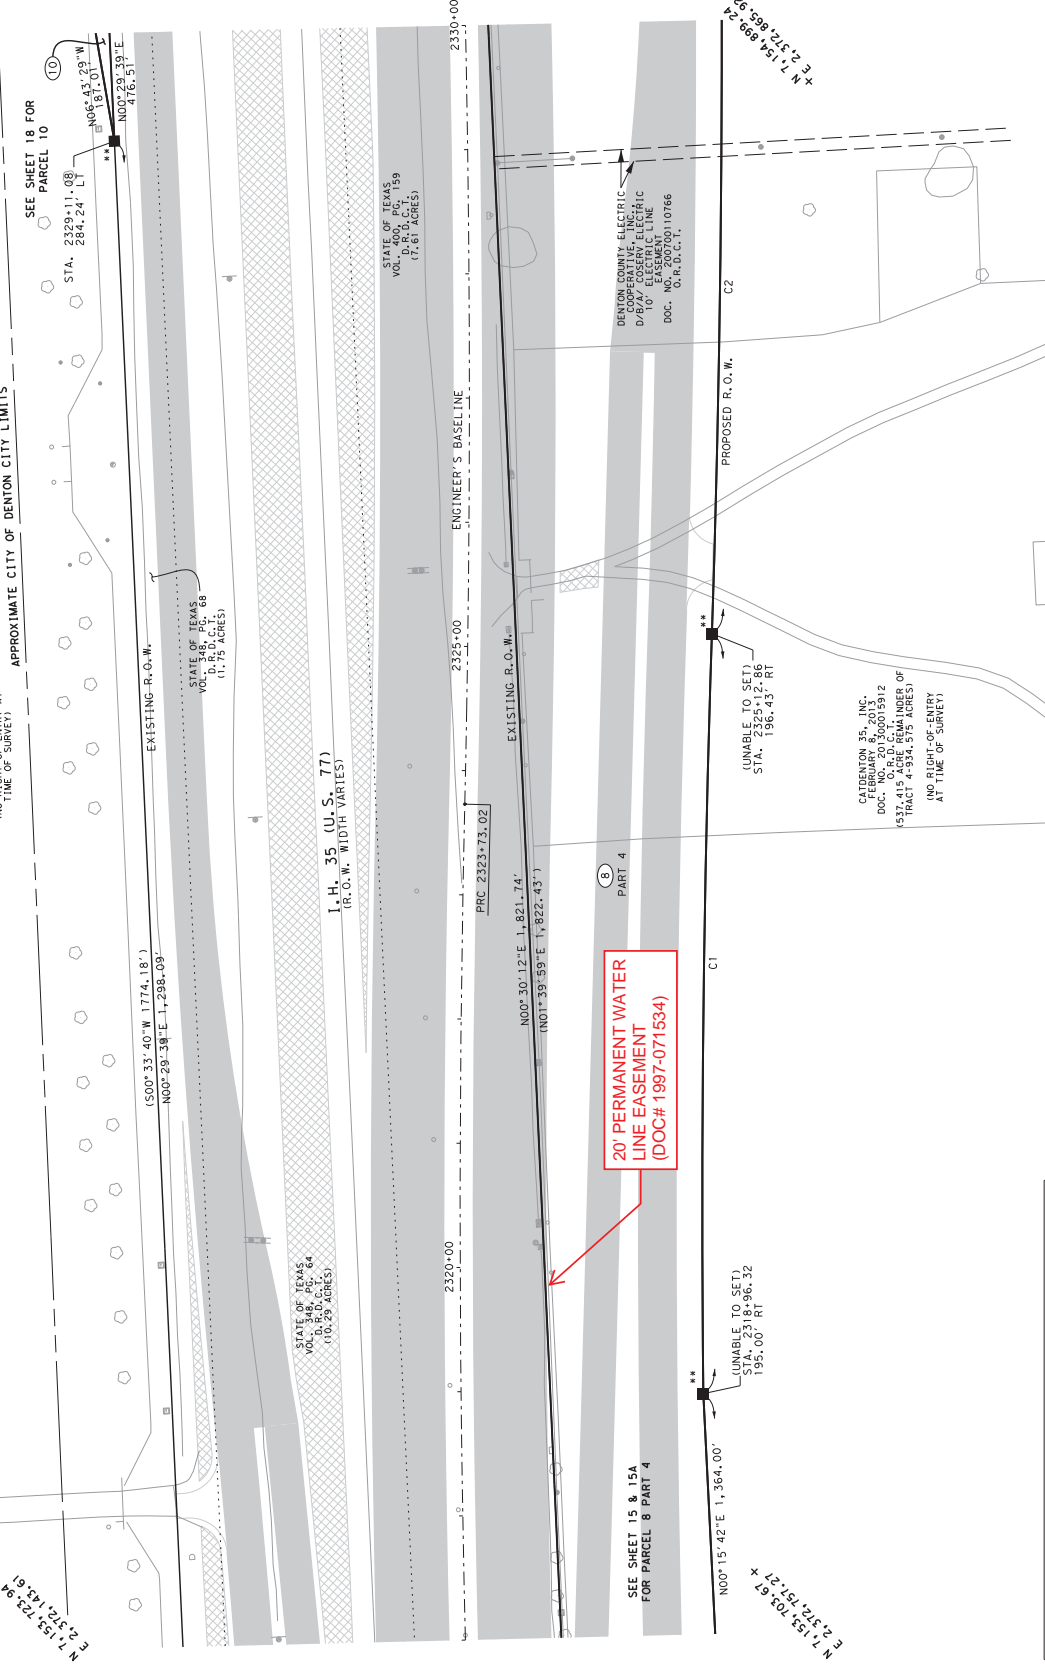 N 7,154,899.24
+ E 2,372,865.92
10
N06°43'29"W
187.01'
N00°29'39"E
476.51'
SEE SHEET 18 FOR
PARCEL 10
**
STA. 2329+11.08
284.24' LT
2330+00
STATE OF TEXAS
VOL. 400, PG. 159
D.R.D.C.T.
(7.61 ACRES)
DENTON COUNTY ELECTRIC
COOPERATIVE, INC.,
D/B/A/ COSERV ELECTRIC
10' ELECTRIC LINE
EASEMENT
DOC. NO. 200700110766
O.R.D.C.T.
C2
PROPOSED R.O.W.
ENGINEER'S BASELINE
APPROXIMATE CITY OF DENTON CITY LIMITS
TIME OF SURVEY)
EXISTING R.O.W.
STATE OF TEXAS
VOL. 348, PG. 68
D.R.D.C.T.
(1.75 ACRES)
2325+00
EXISTING R.O.W.
**
(UNABLE TO SET)
STA. 2325+12.86
196.43' RT
CATDENTON 35, INC.
FEBRUARY 8, 2013
DOC. NO. 201300015912
O.R.D.C.T.
(537.415 ACRE REMAINDER OF
TRACT 4-934.575 ACRES)
(NO RIGHT-OF-ENTRY
AT TIME OF SURVEY)
I.H. 35 (U.S. 77)
(R.O.W. WIDTH VARIES)
PRC 2323+73.02
8
PART 4
(S00°33'40"W 1774.18')
N00°29'39"E 1,298.09'
N00°30'12"E 1,821.74'
(N01°39'59"E 1,822.43')
C1
20' PERMANENT WATER
LINE EASEMENT
(DOC# 1997-071534)
2320+00
STATE OF TEXAS
VOL. 348, PG. 64
D.R.D.C.T.
(10.29 ACRES)
**
(UNABLE TO SET)
STA. 2318+96.32
195.00' RT
SEE SHEET 15 & 15A
FOR PARCEL 8 PART 4
N00°15'42"E 1,364.00'
N 7,153,723.94
E 2,372,143.61
N 7,153,703.67 +
E 2,372,757.27